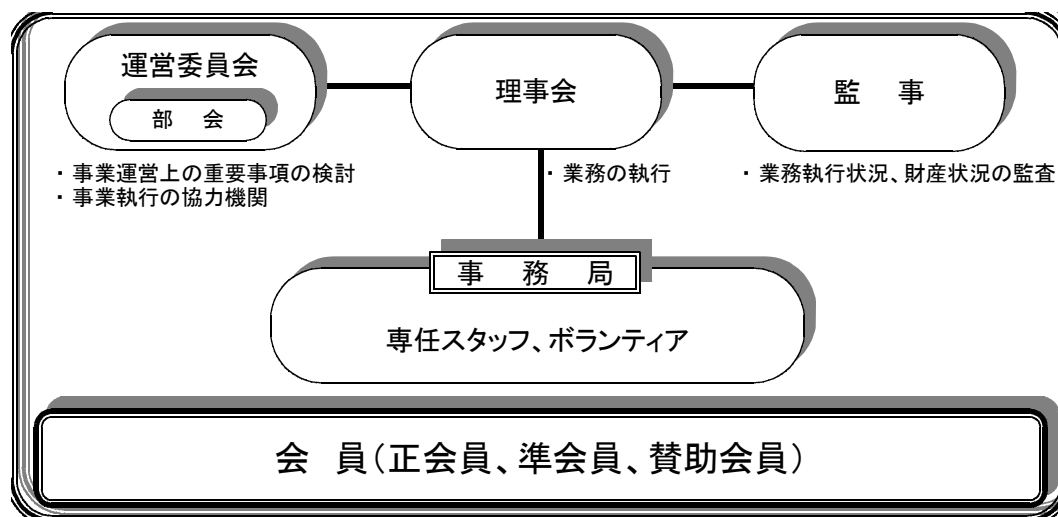 運営委員会
部 会
理事会
監 事
・事業運営上の重要事項の検討
・事業執行の協力機関
・業務の執行
・業務執行状況、財産状況の監査
事 務 局
専任スタッフ、ボランティア
会 員(正会員、準会員、賛助会員)